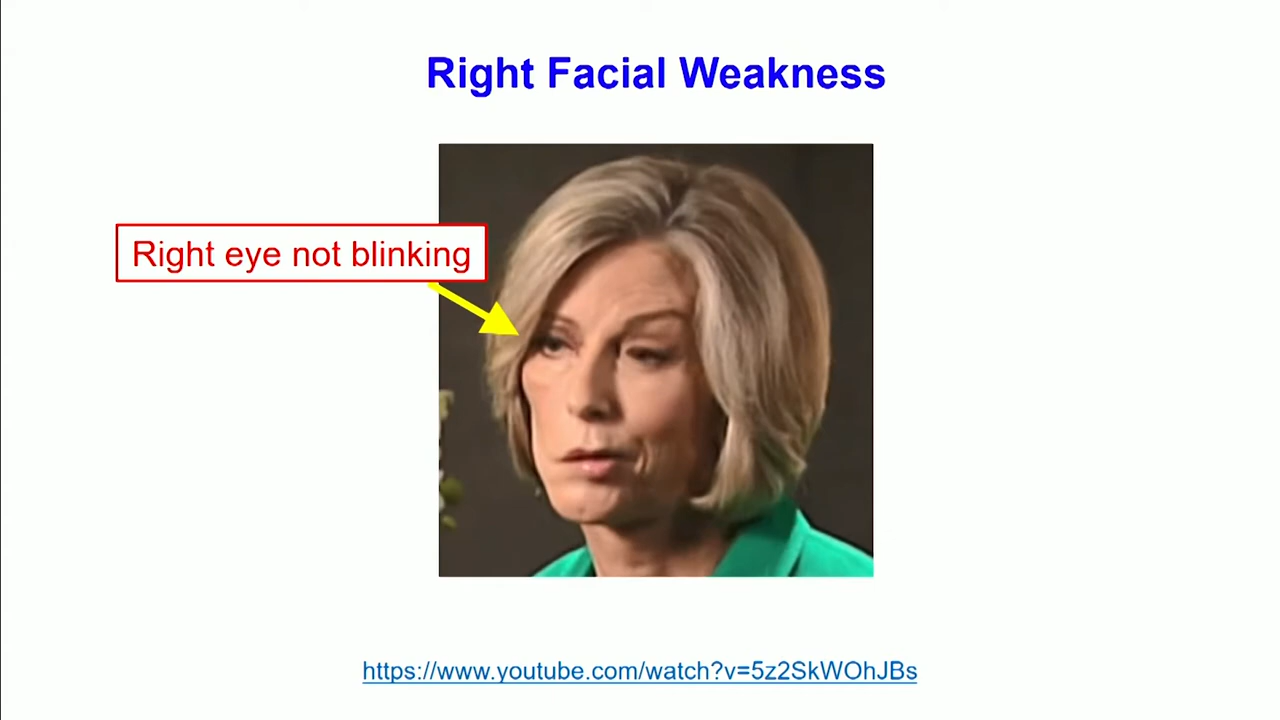 Right Facial Weakness
Right eye not blinking
https://www.youtube.com/watch?v=5z2SkWOhJBs